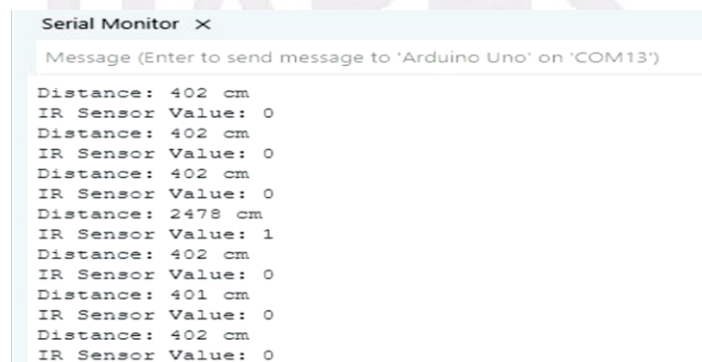 Serial Monitor ×
Message (Enter to send message to 'Arduino Uno' on 'COM13')
Distance: 402 cm
IR Sensor Value: 0
Distance: 402 cm
IR Sensor Value: 0
Distance: 402 cm
IR Sensor Value: 0
Distance: 2478 cm
IR Sensor Value: 1
Distance: 402 cm
IR Sensor Value: 0
Distance: 401 cm
IR Sensor Value: 0
Distance: 402 cm
IR Sensor Value: 0